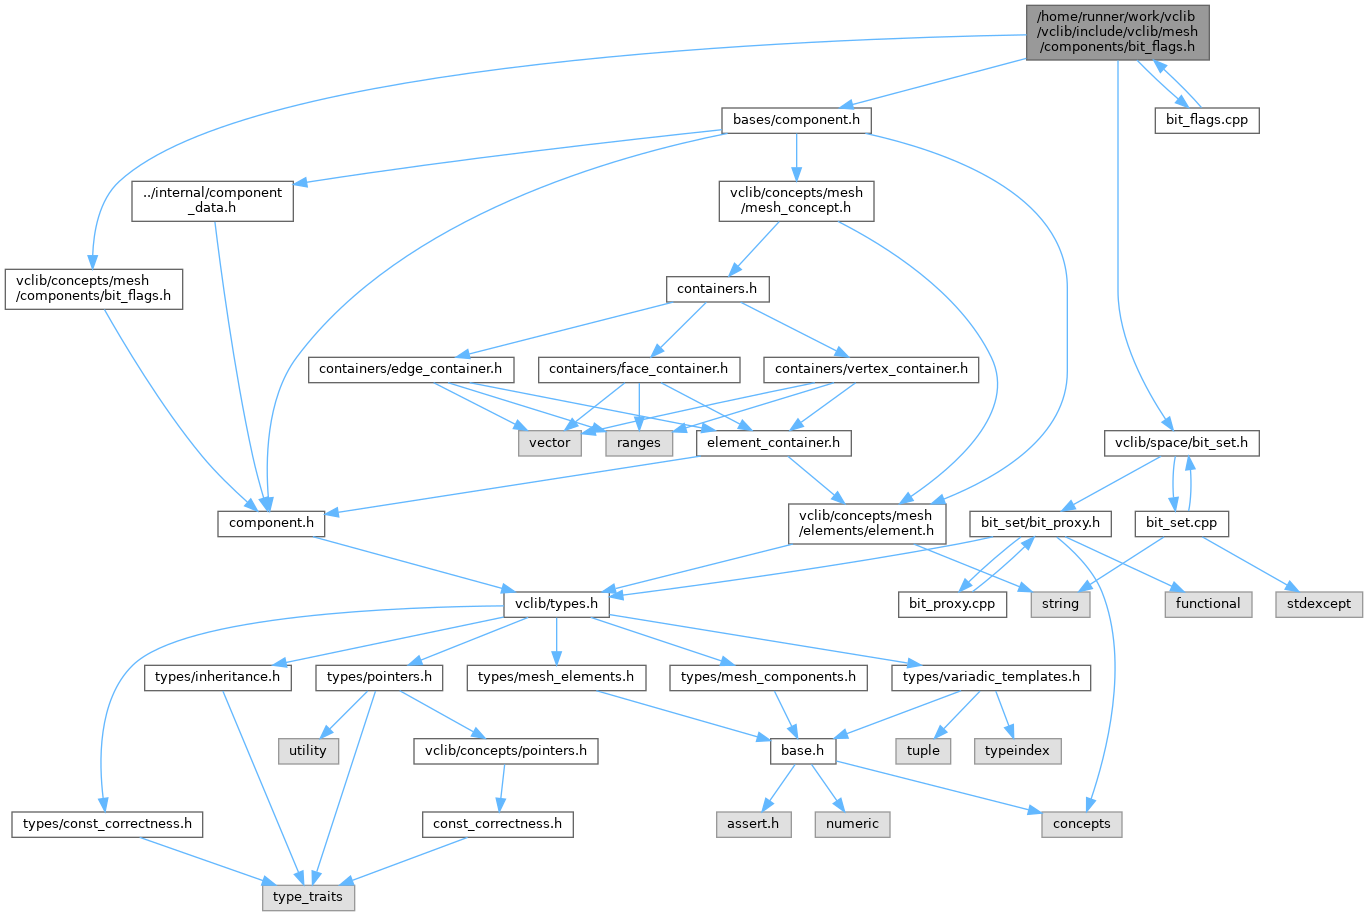 /home/runner/work/vclib
/vclib/include/vclib/mesh
/components/bit_flags.h
bases/component.h
bit_flags.cpp
../internal/component
_data.h
vclib/concepts/mesh
/mesh_concept.h
vclib/concepts/mesh
/components/bit_flags.h
containers.h
containers/edge_container.h
containers/face_container.h
containers/vertex_container.h
vector
ranges
element_container.h
vclib/space/bit_set.h
component.h
vclib/concepts/mesh
/elements/element.h
bit_set/bit_proxy.h
bit_set.cpp
vclib/types.h
bit_proxy.cpp
string
functional
stdexcept
types/inheritance.h
types/pointers.h
types/mesh_elements.h
types/mesh_components.h
types/variadic_templates.h
utility
vclib/concepts/pointers.h
base.h
tuple
typeindex
types/const_correctness.h
const_correctness.h
assert.h
numeric
concepts
type_traits